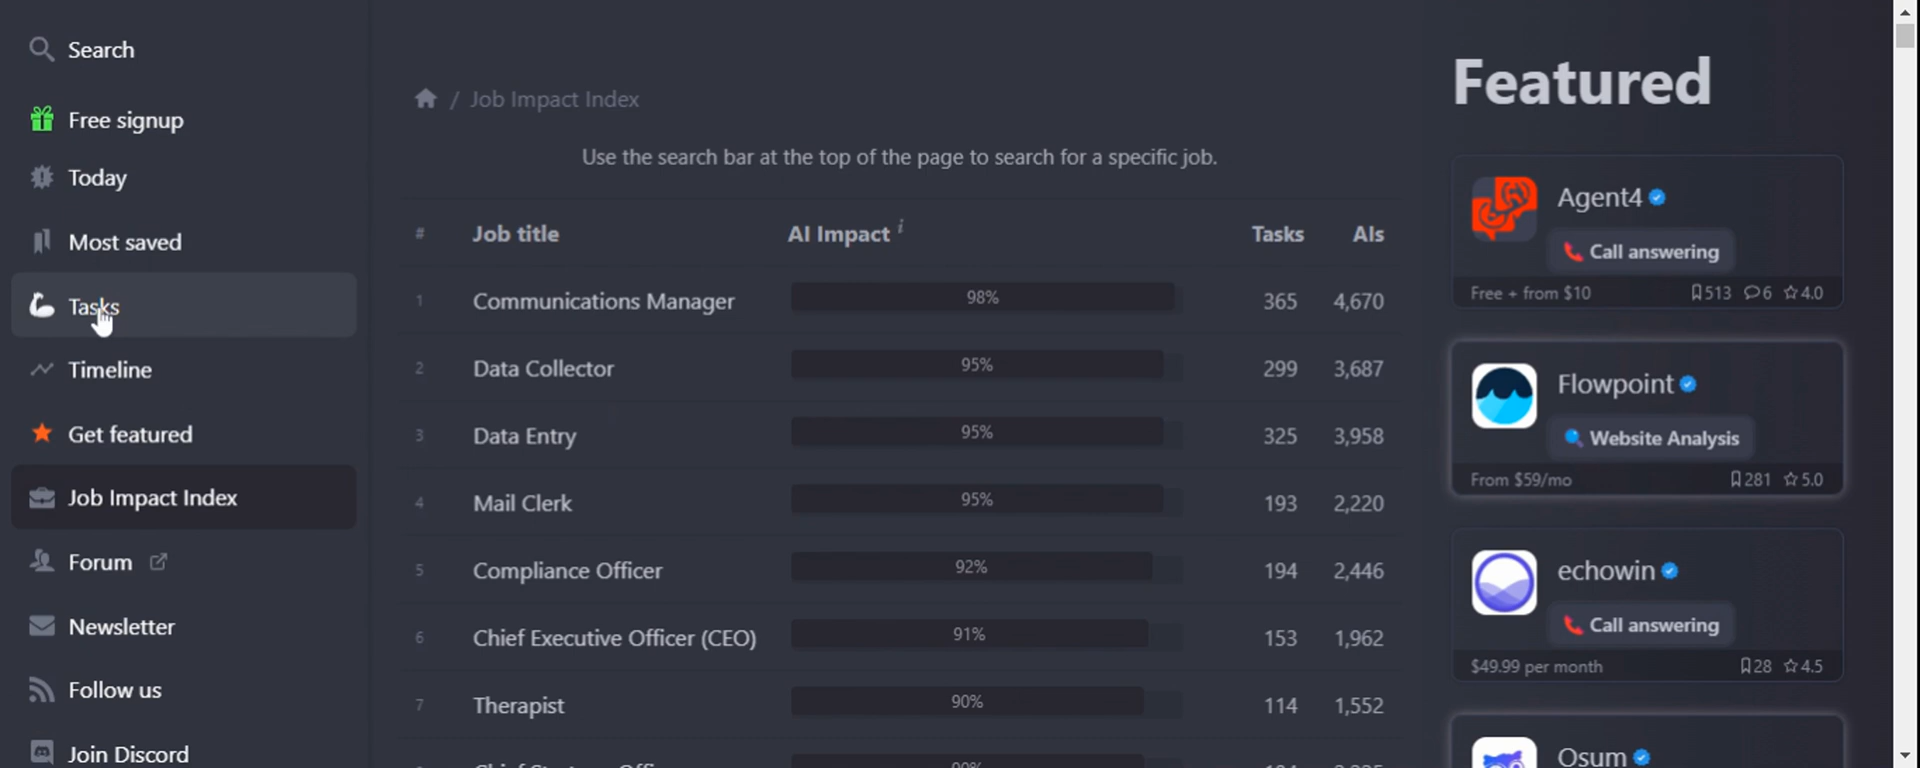 Search
Free signup
Today
Most saved
Tasks
Timeline
Get featured
Job Impact Index
Forum
Newsletter
Follow us
Join Discord
/ Job Impact Index
Use the search bar at the top of the page to search for a specific job.
# Job title AI Impact i Tasks AIs
1 Communications Manager 98% 365 4,670
2 Data Collector 95% 299 3,687
3 Data Entry 95% 325 3,958
4 Mail Clerk 95% 193 2,220
5 Compliance Officer 92% 194 2,446
6 Chief Executive Officer (CEO) 91% 153 1,962
7 Therapist 90% 114 1,552
90%
Featured
Agent4
Call answering
Free + from $10 513 6 4.0
Flowpoint
Website Analysis
From $59/mo 281 5.0
echowin
Call answering
$49.99 per month 28 4.5
Osum